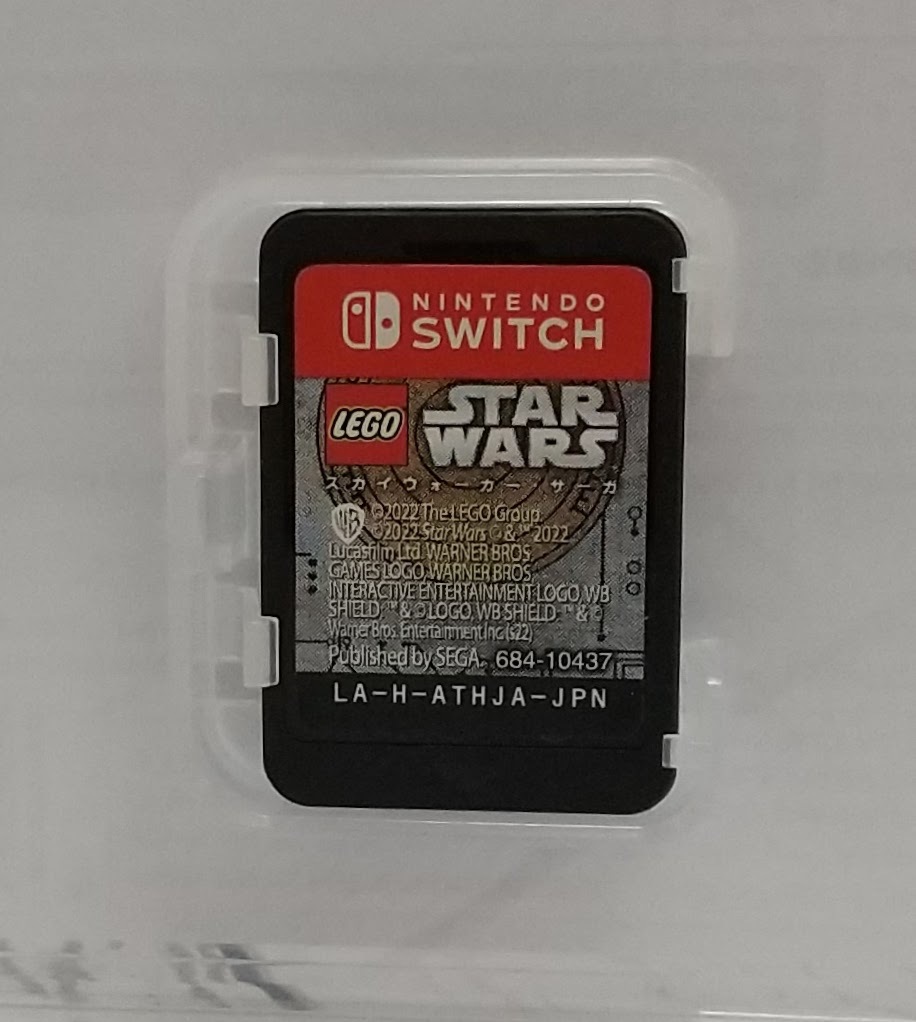 NINTENDO
SWITCH
LEGO
STAR
WARS
スカイウォーカー・サーガ
WB
©2022 The LEGO Group.
©2022 Star Wars © & ™ 2022
Lucasfilm Ltd. WARNER BROS.
GAMES LOGO, WARNER BROS.
INTERACTIVE ENTERTAINMENT LOGO, WB
SHIELD: ™ & © LOGO, WB SHIELD: ™ & ©
Warner Bros. Entertainment Inc. (s22)
Published by SEGA. 684-10437
LA-H-ATHJA-JPN